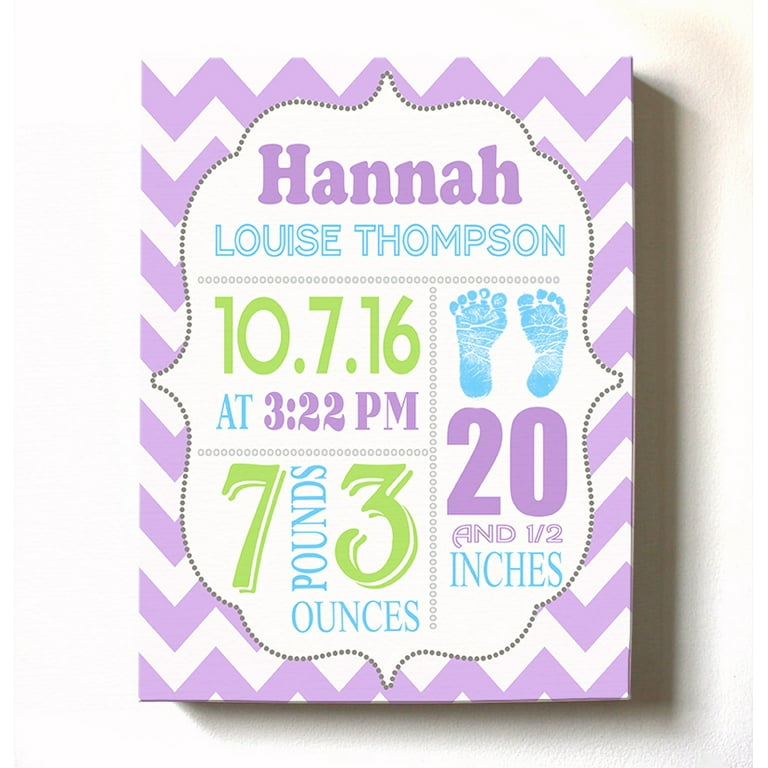 Hannah
LOUISE THOMPSON
10.7.16
AT 3:22 PM
7 POUNDS 3
OUNCES
20
AND 1/2
INCHES